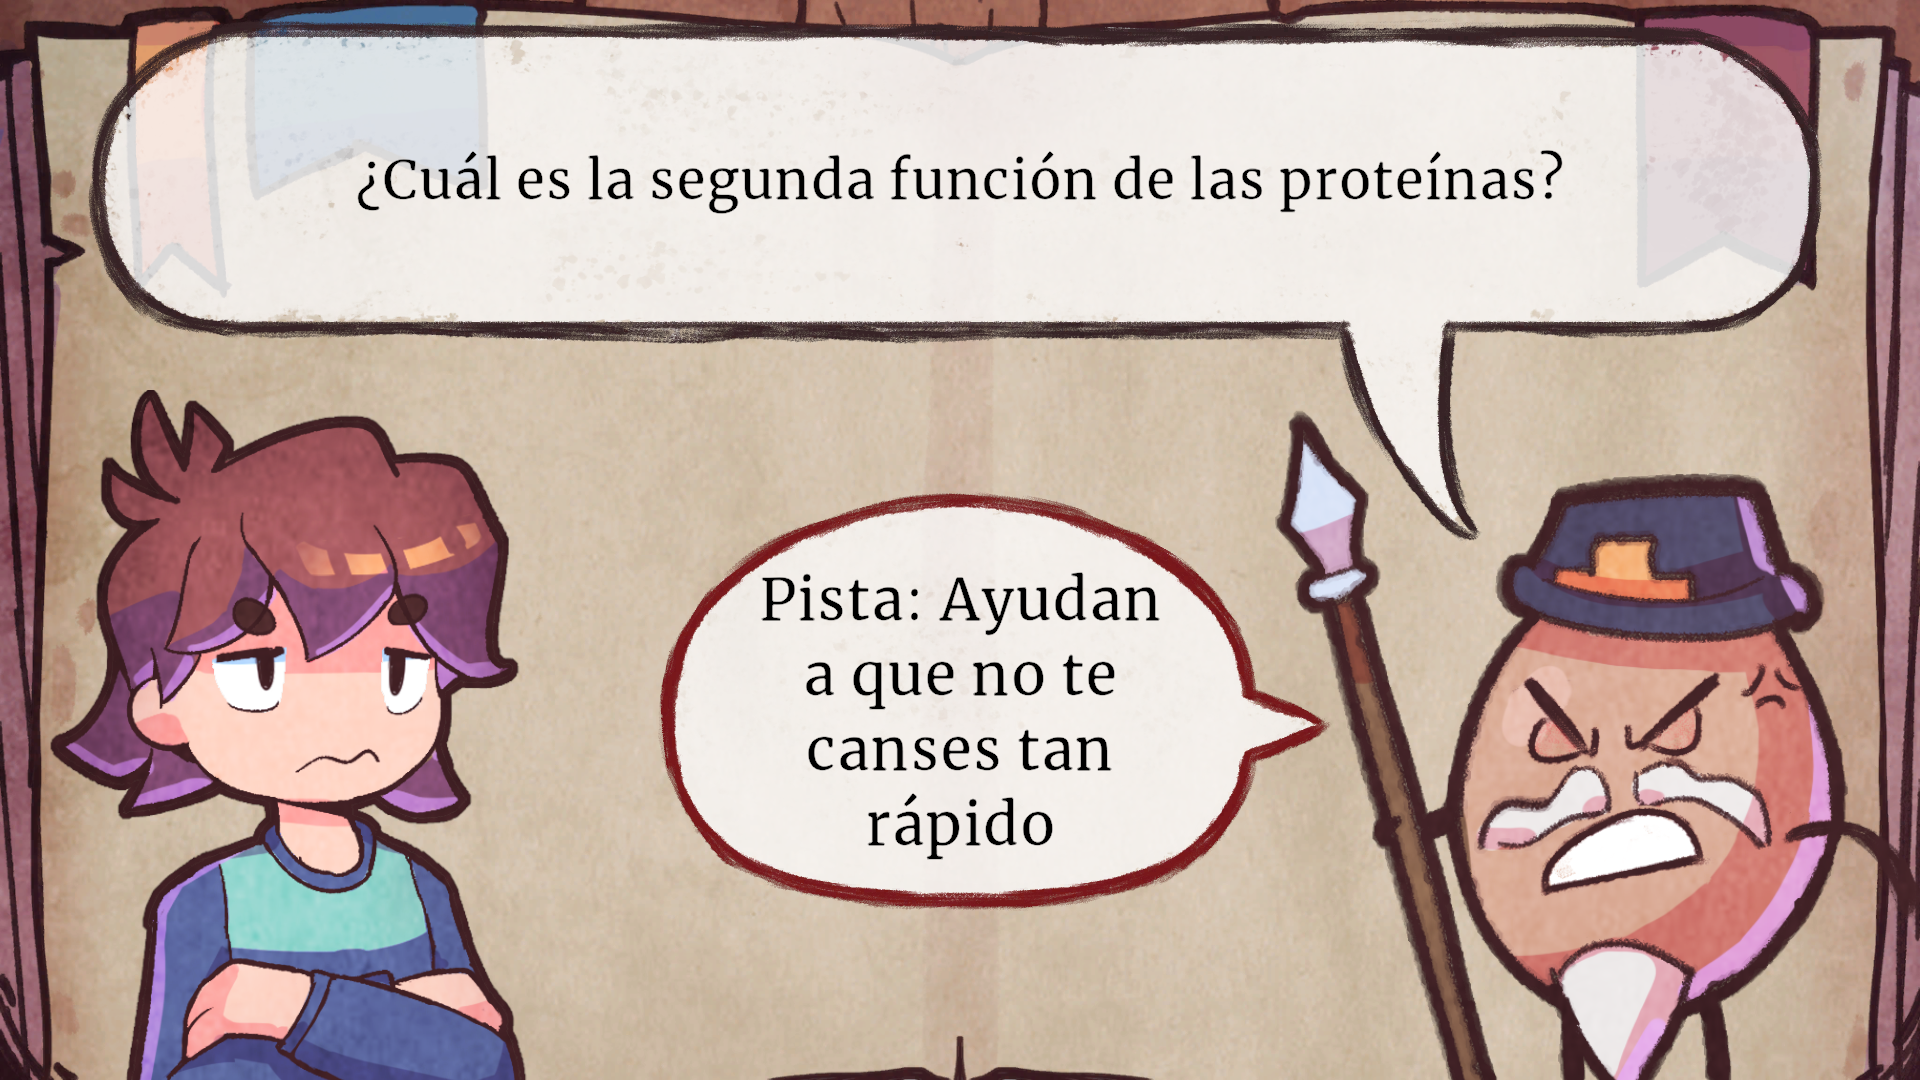 ¿Cuál es la segunda función de las proteínas?
Pista: Ayudan
a que no te
canses tan
rápido